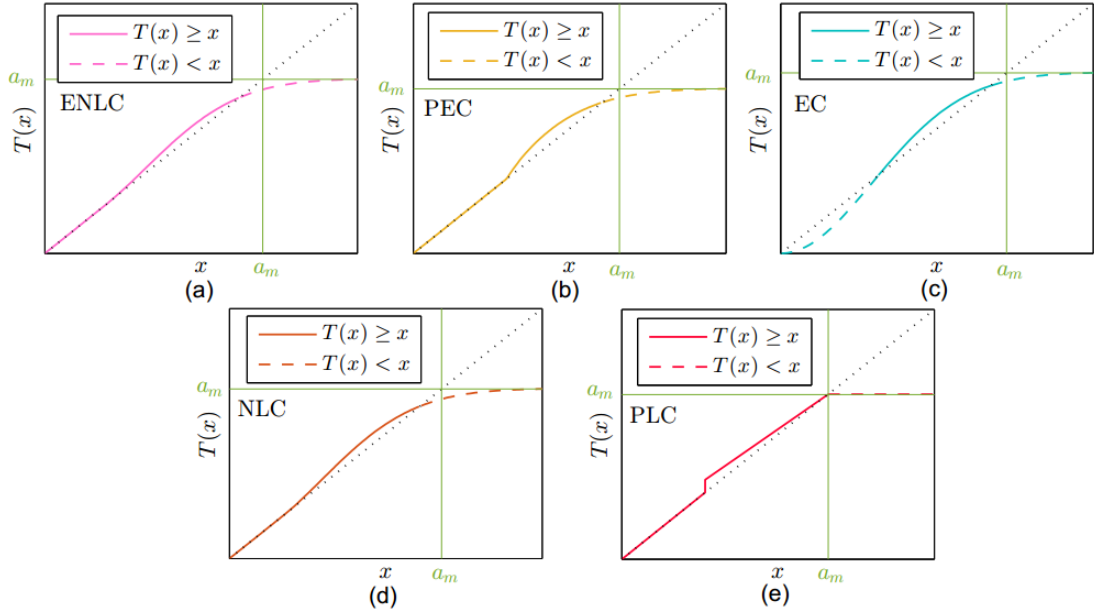 T(x) ≥ x
T(x) < x
a_m
ENLC
T(x)
x
a_m
(a)
T(x) ≥ x
T(x) < x
a_m
PEC
T(x)
x
a_m
(b)
T(x) ≥ x
T(x) < x
a_m
EC
T(x)
x
a_m
(c)
T(x) ≥ x
T(x) < x
a_m
NLC
T(x)
x
a_m
(d)
T(x) ≥ x
T(x) < x
a_m
PLC
T(x)
x
a_m
(e)